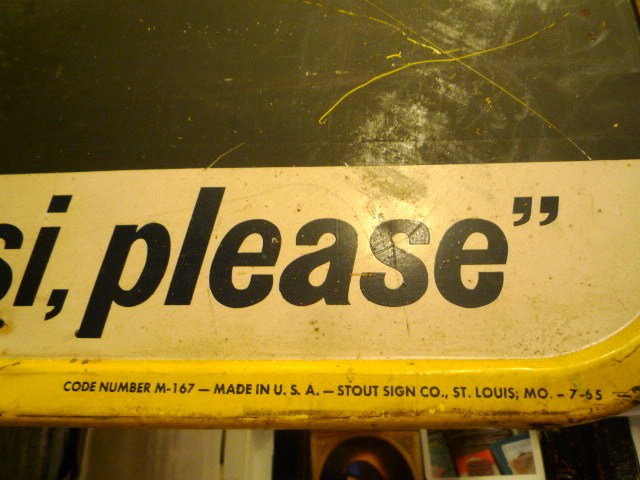 si, please”
CODE NUMBER M-167 — MADE IN U. S. A. — STOUT SIGN CO., ST. LOUIS, MO. - 7-65